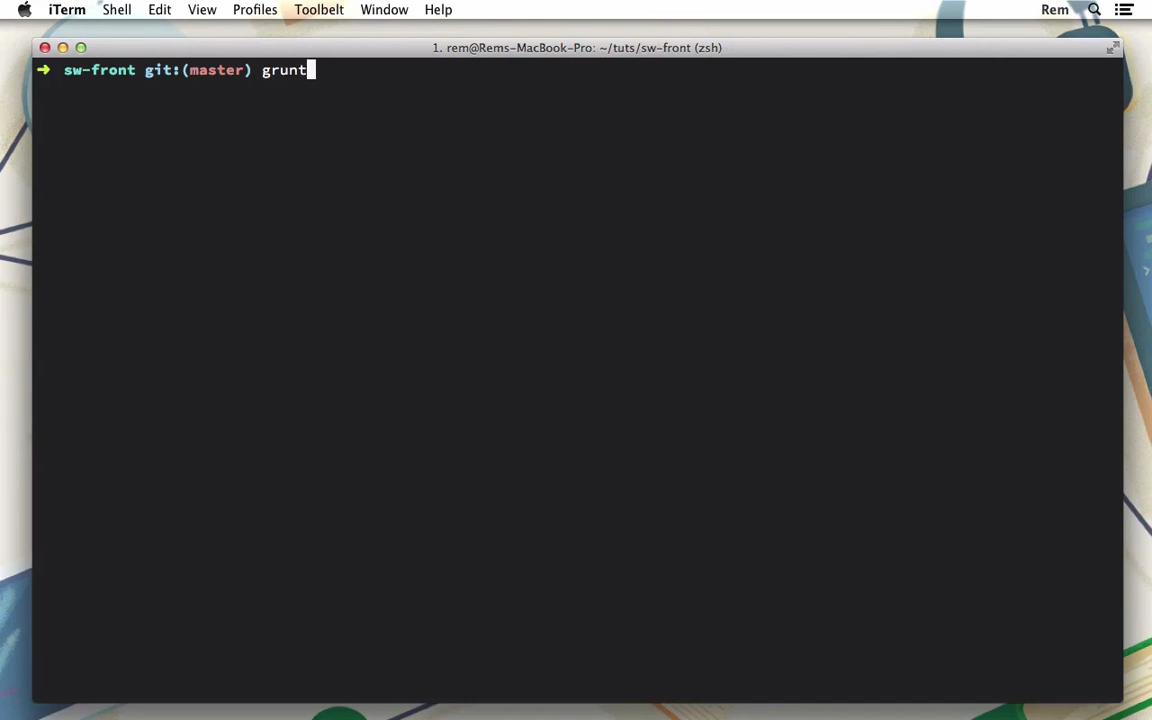 iTerm Shell Edit View Profiles Toolbelt Window Help Rem
1. rem@Rems-MacBook-Pro: ~/tuts/sw-front (zsh)
➜ sw-front git:(master) grunt